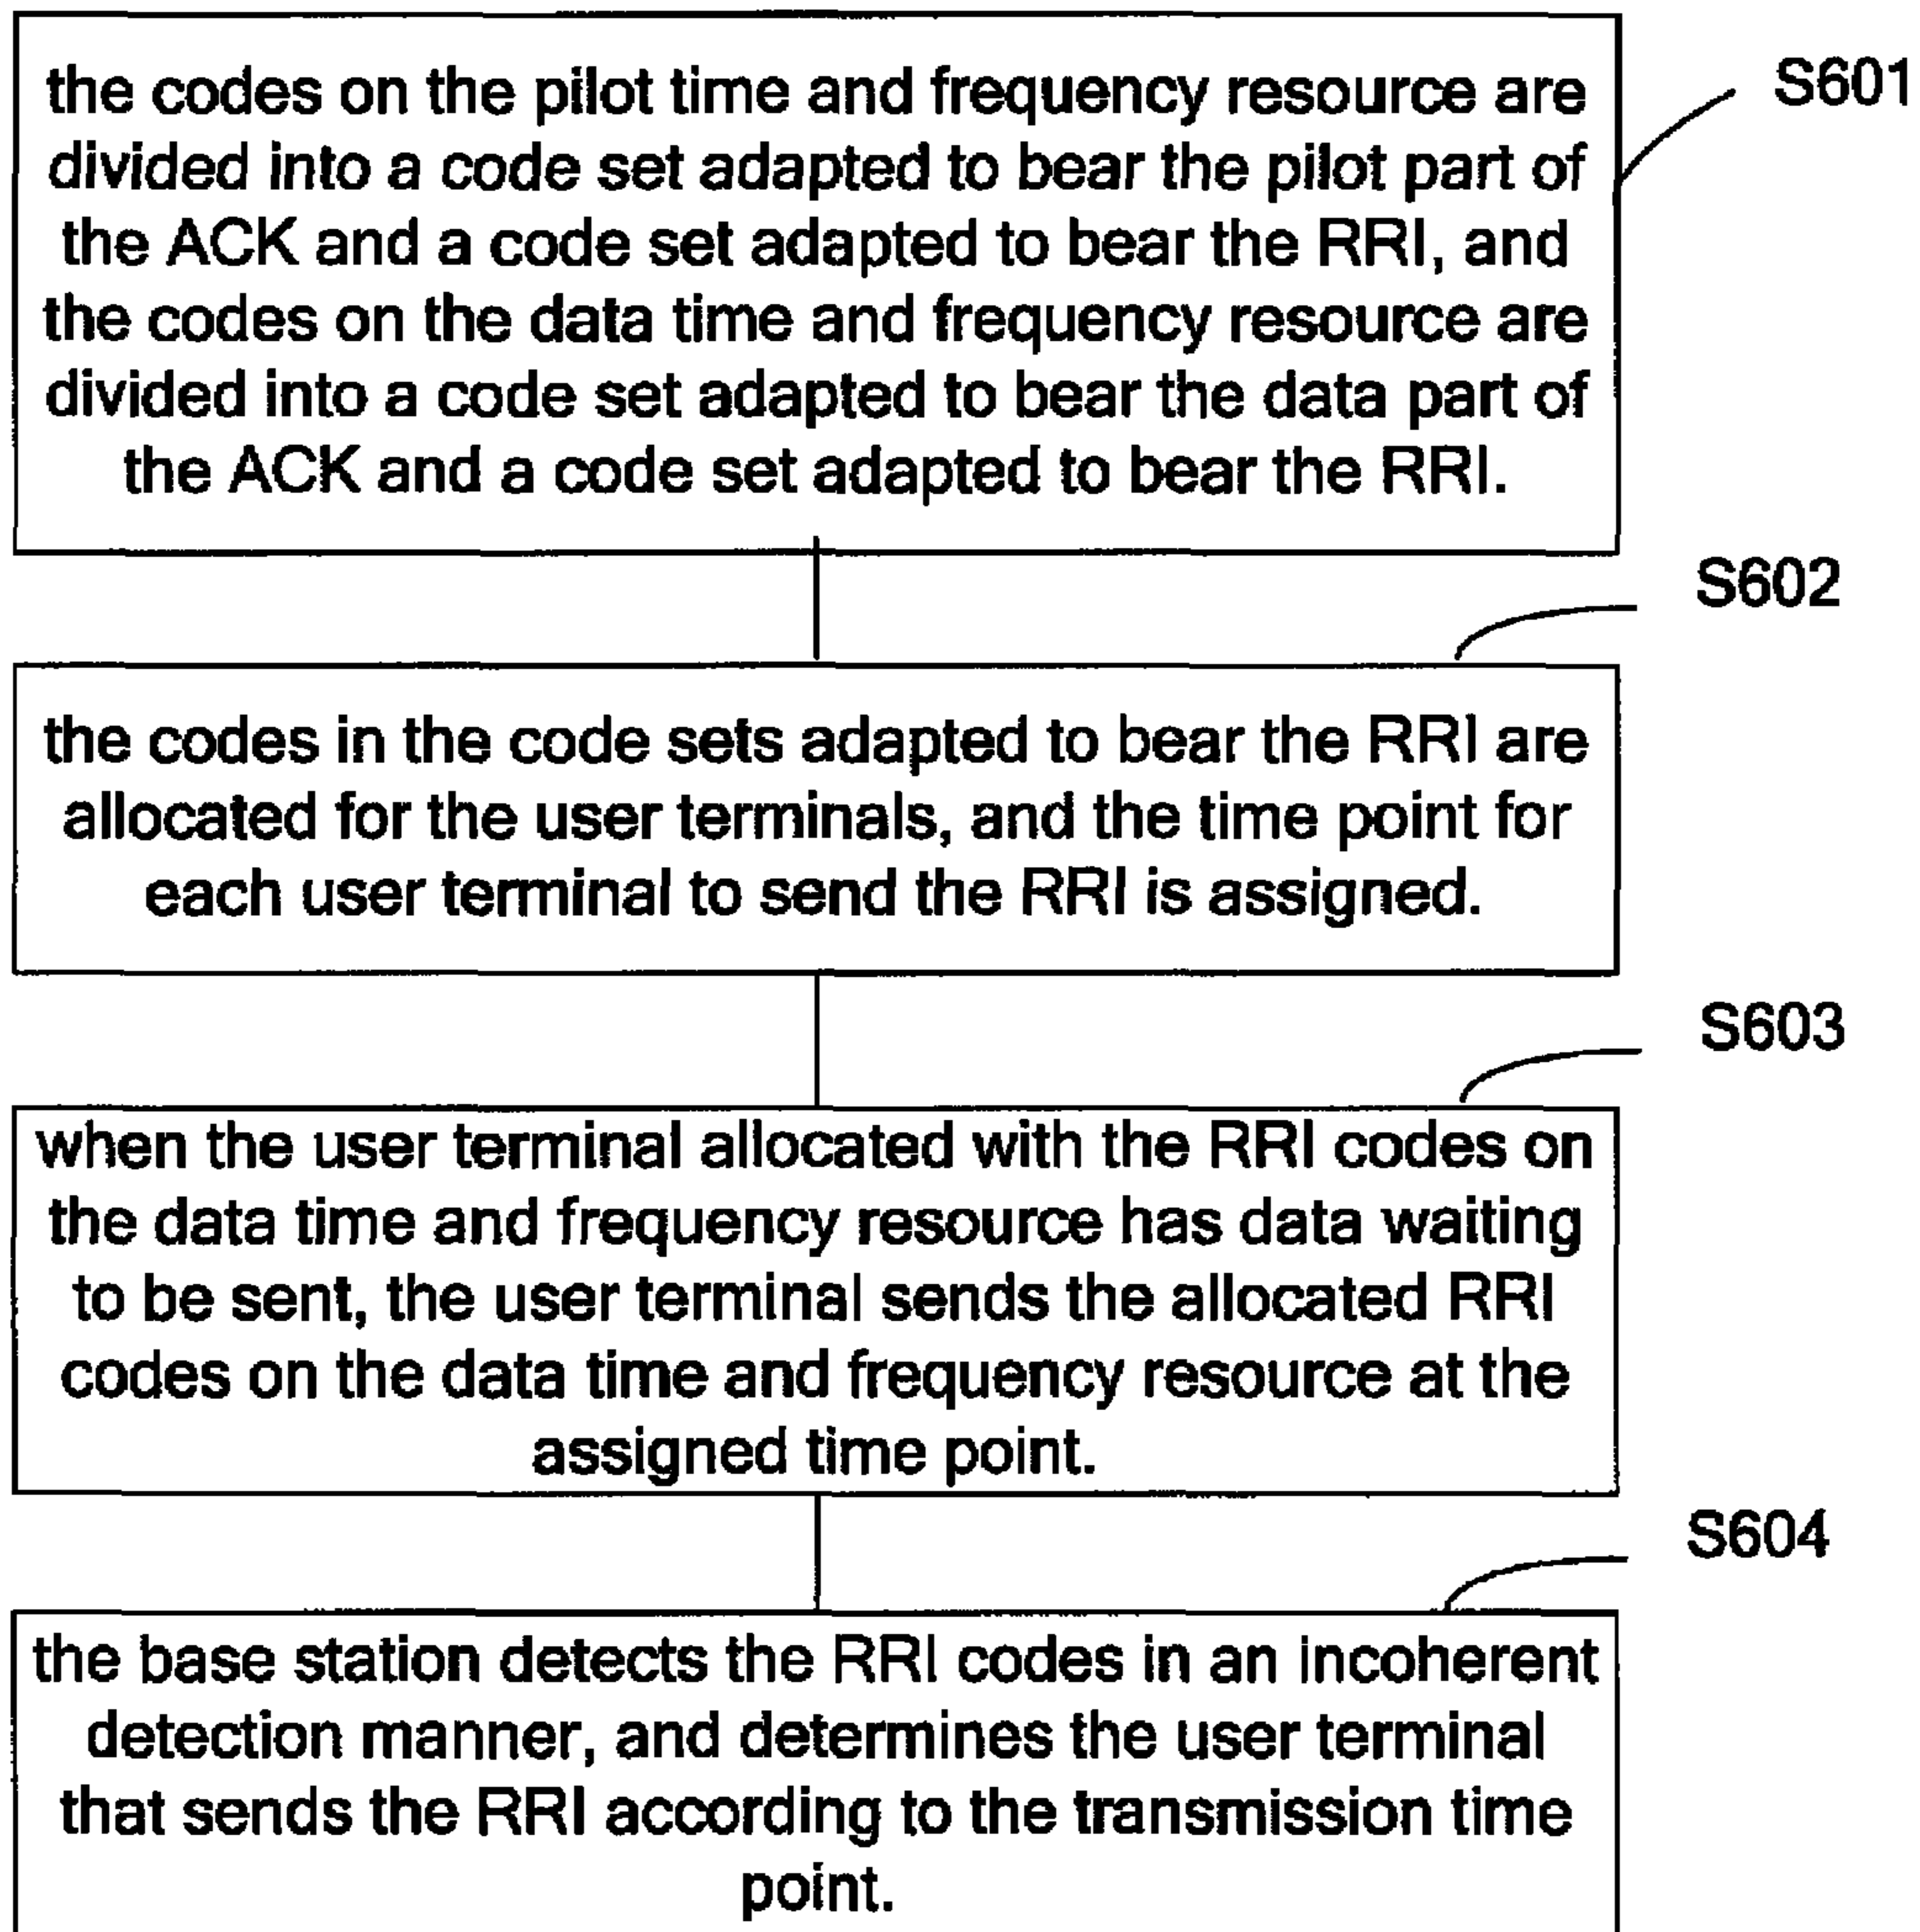 the codes on the pilot time and frequency resource are
divided into a code set adapted to bear the pilot part of
the ACK and a code set adapted to bear the RRI, and
the codes on the data time and frequency resource are
divided into a code set adapted to bear the data part of
the ACK and a code set adapted to bear the RRI.
S601
S602
the codes in the code sets adapted to bear the RRI are
allocated for the user terminals, and the time point for
each user terminal to send the RRI is assigned.
S603
when the user terminal allocated with the RRI codes on
the data time and frequency resource has data waiting
to be sent, the user terminal sends the allocated RRI
codes on the data time and frequency resource at the
assigned time point.
S604
the base station detects the RRI codes in an incoherent
detection manner, and determines the user terminal
that sends the RRI according to the transmission time
point.